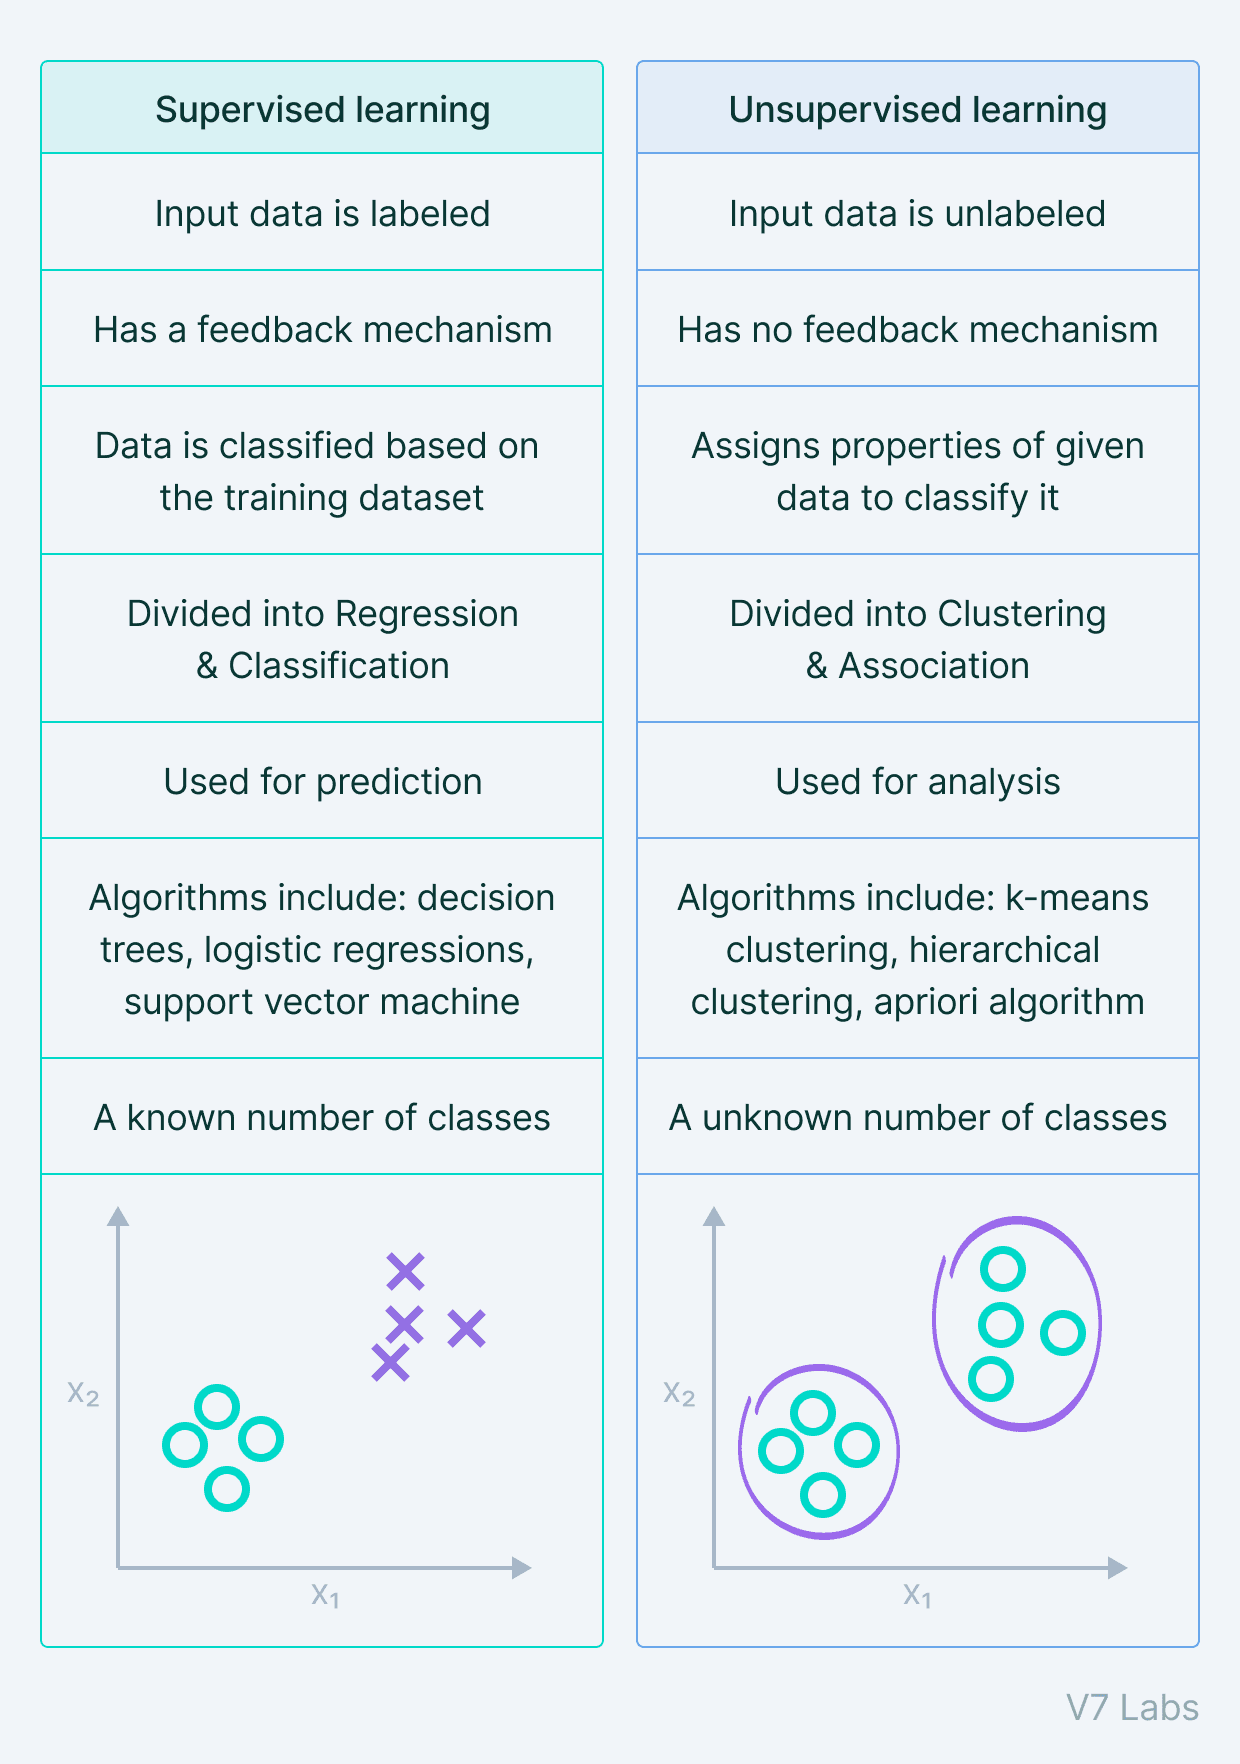 Supervised learning
Input data is labeled
Has a feedback mechanism
Data is classified based on
the training dataset
Divided into Regression
& Classification
Used for prediction
Algorithms include: decision
trees, logistic regressions,
support vector machine
A known number of classes
X₂
X₁
Unsupervised learning
Input data is unlabeled
Has no feedback mechanism
Assigns properties of given
data to classify it
Divided into Clustering
& Association
Used for analysis
Algorithms include: k-means
clustering, hierarchical
clustering, apriori algorithm
A unknown number of classes
X₂
X₁
V7 Labs